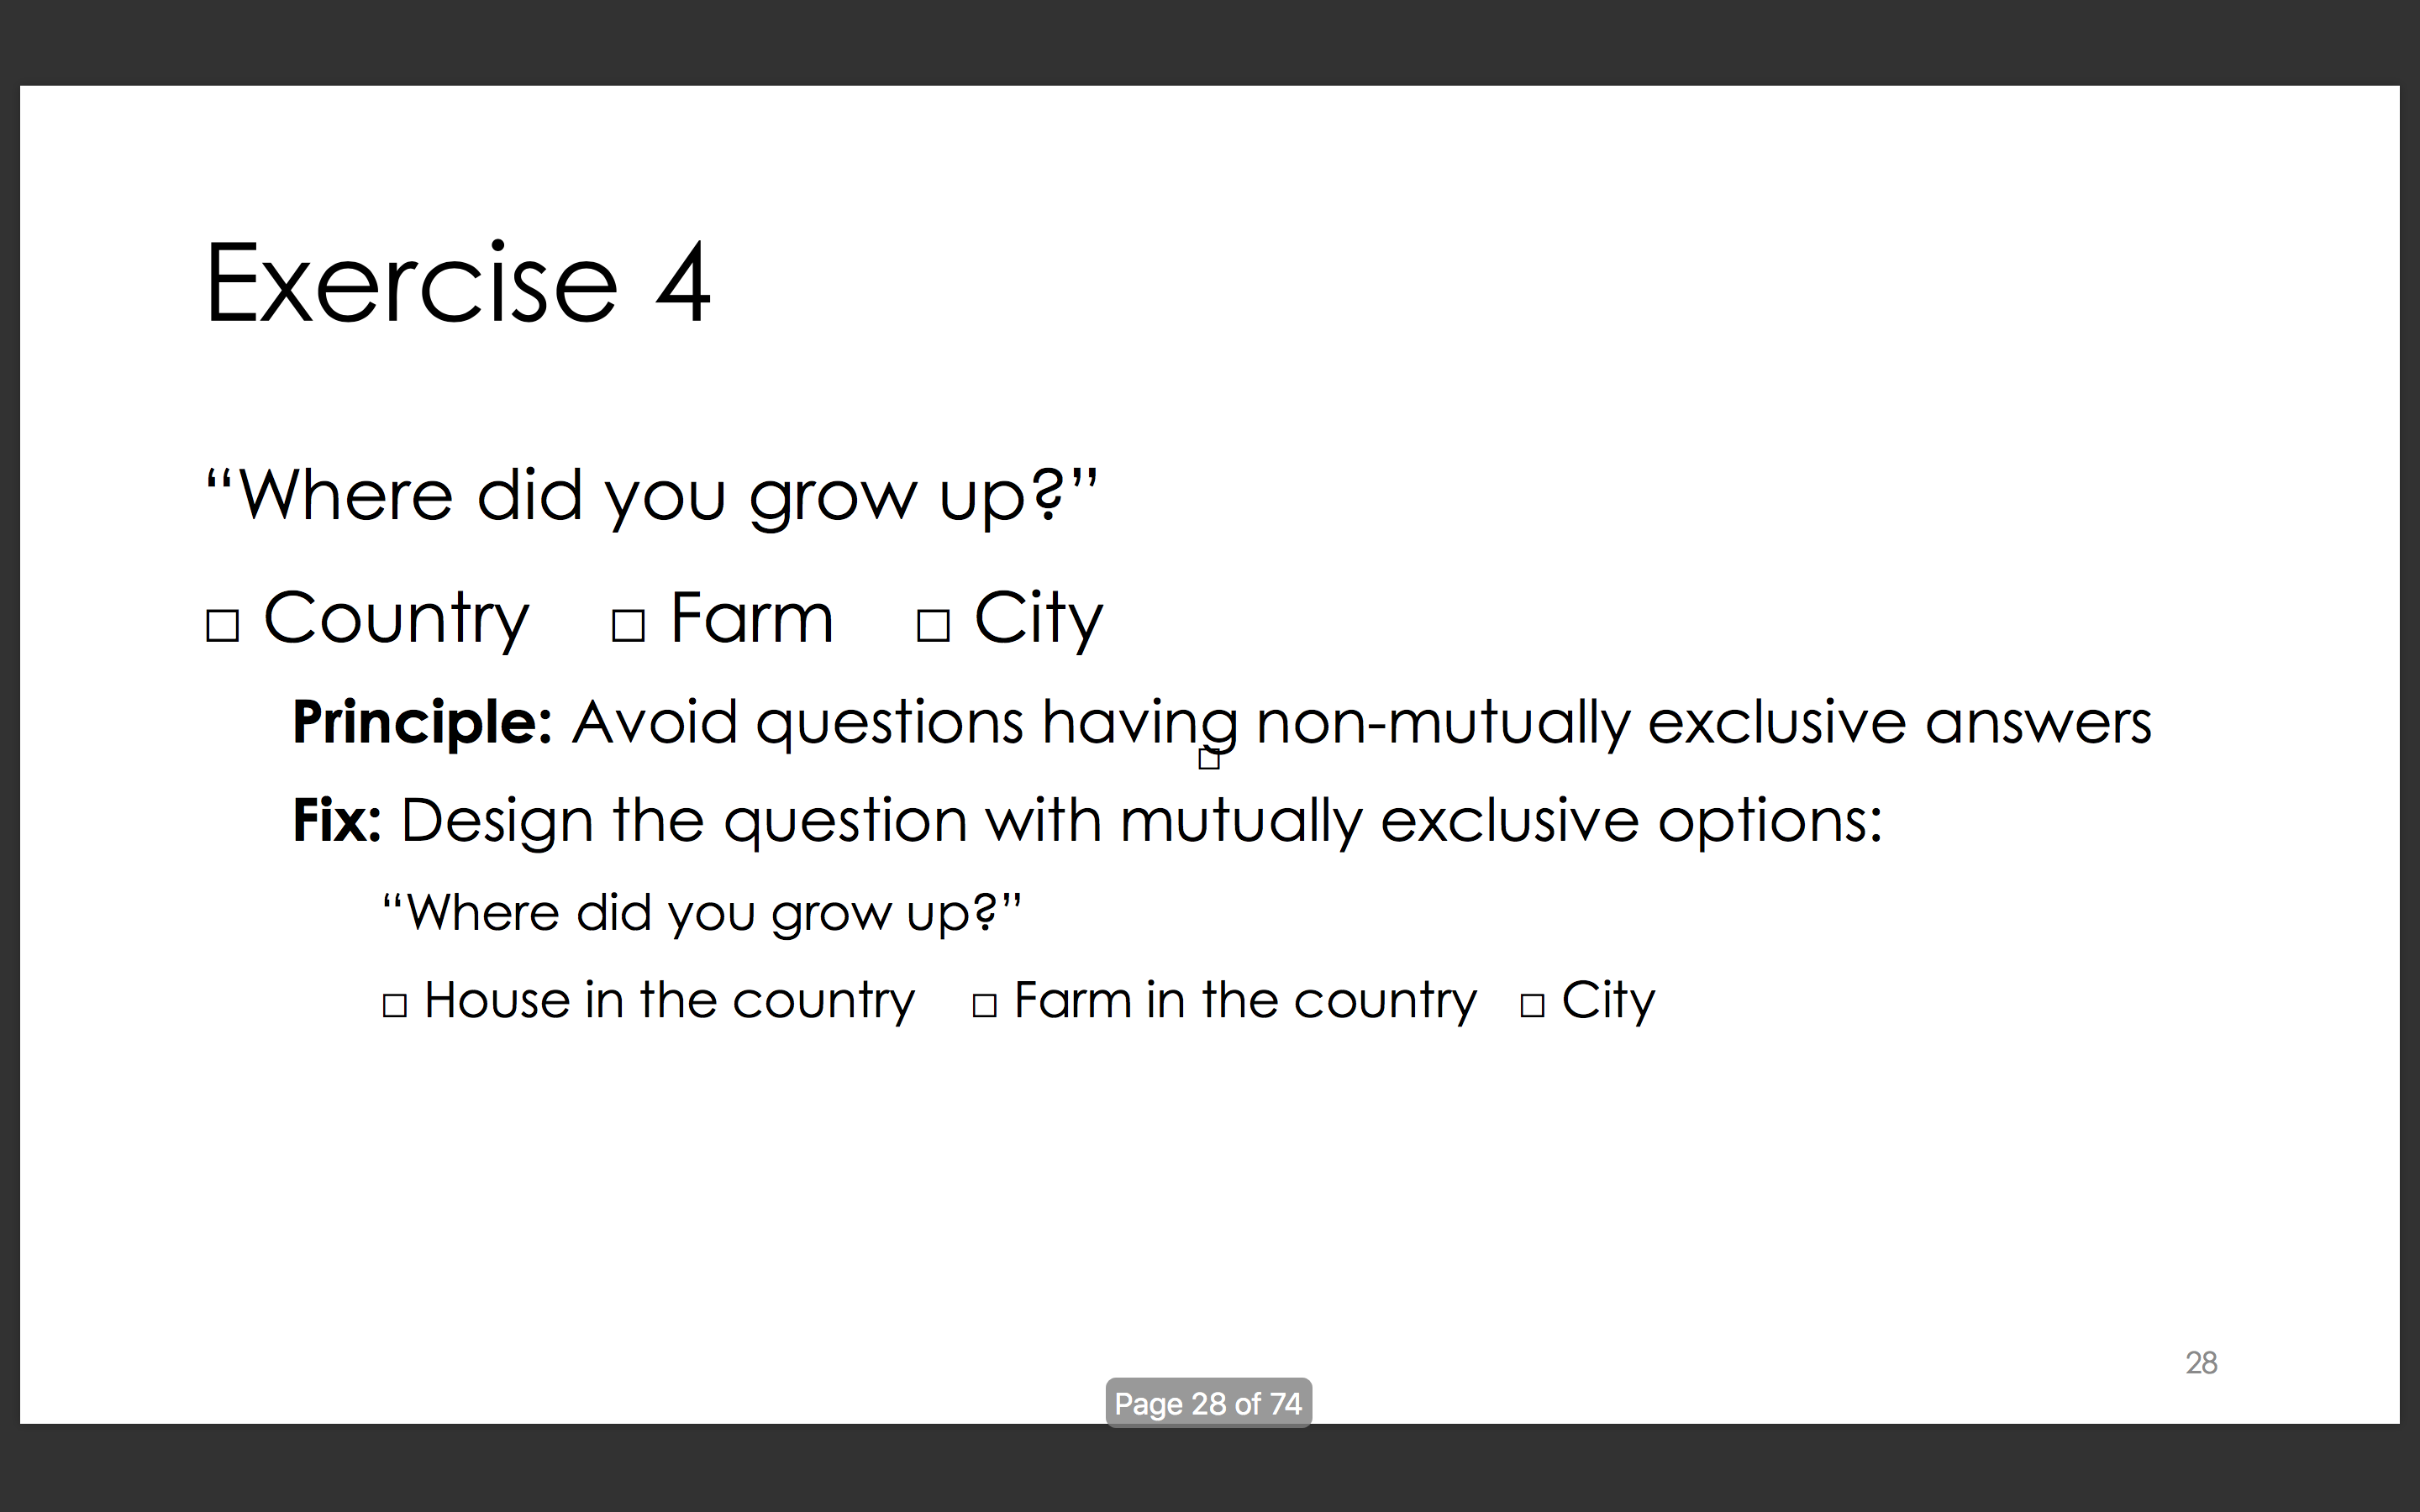 Exercise 4
“Where did you grow up?”
□ Country □ Farm □ City
Principle: Avoid questions having non-mutually exclusive answers
□
Fix: Design the question with mutually exclusive options:
“Where did you grow up?”
□ House in the country □ Farm in the country □ City
28
Page 28 of 74